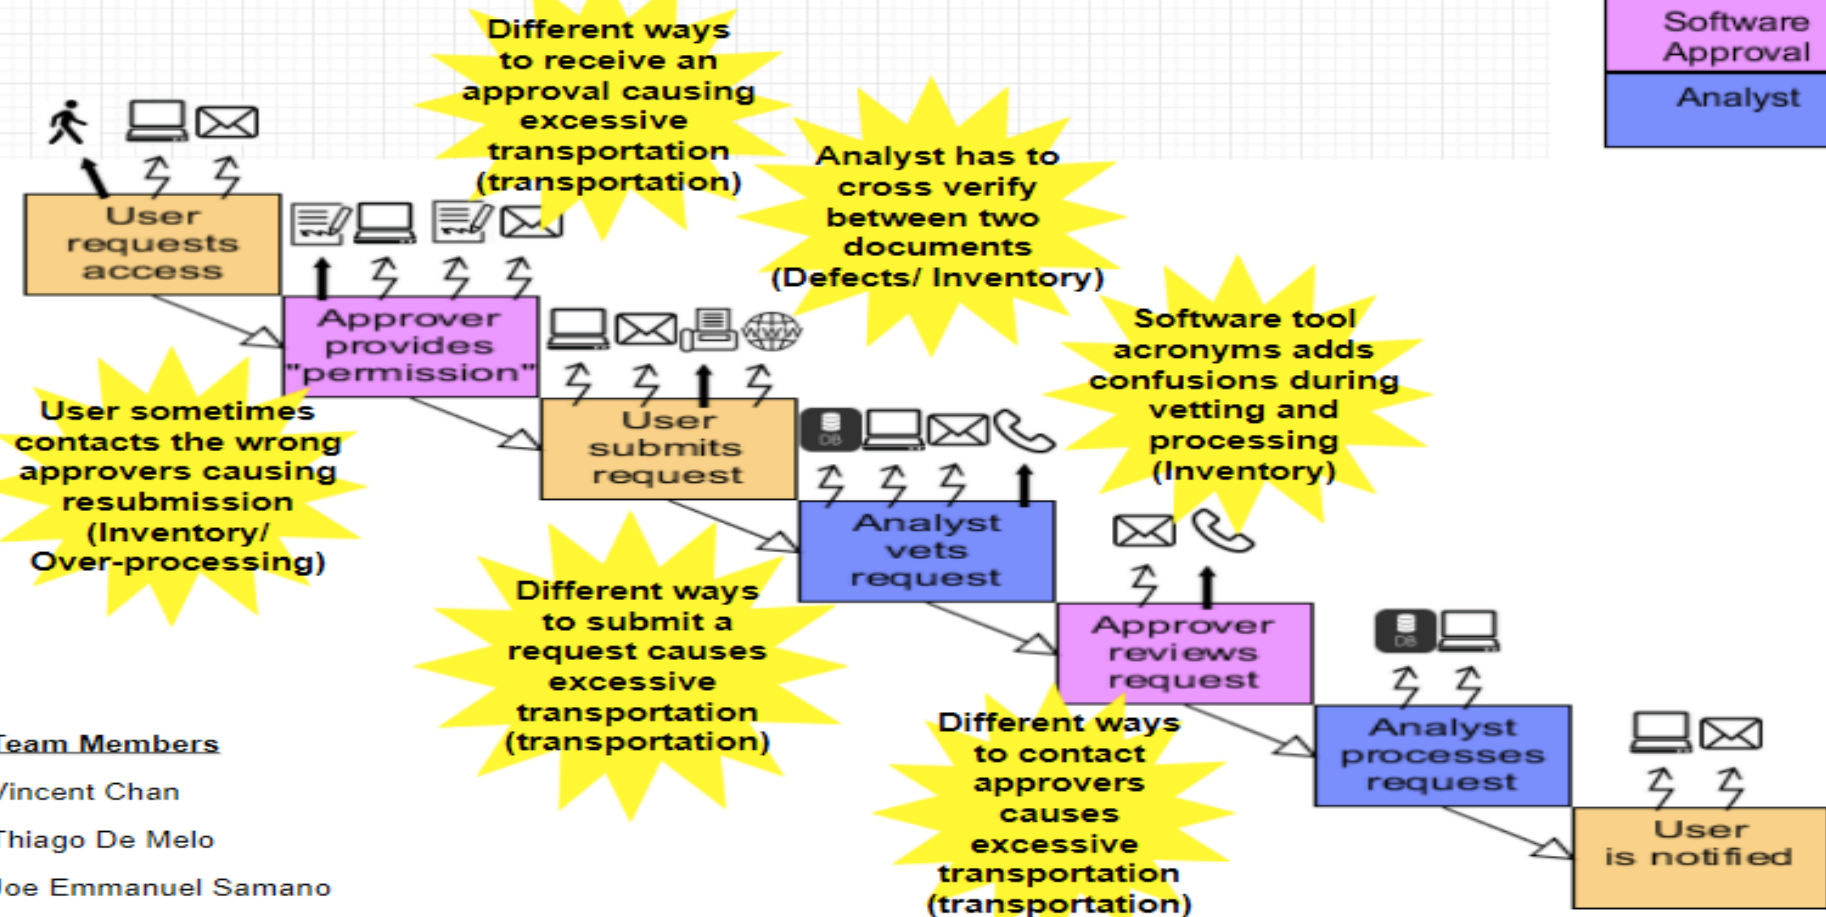 Different ways
to receive an
approval causing
excessive
transportation
(transportation)
Software
Approval
Analyst
Analyst has to
cross verify
between two
documents
(Defects/ Inventory)
User
requests
access
Approver
provides
"permission"
WWW
Software tool
acronyms adds
confusions during
vetting and
processing
(Inventory)
User sometimes
contacts the wrong
approvers causing
resubmission
(Inventory/
Over-processing)
User
submits
request
DB
Analyst
vets
request
Different ways
to submit a
request causes
excessive
transportation
(transportation)
Approver
reviews
request
DB
Analyst
processes
request
Different ways
to contact
approvers
causes
excessive
transportation
(transportation)
User
is notified
Team Members
Vincent Chan
Thiago De Melo
Joe Emmanuel Samano